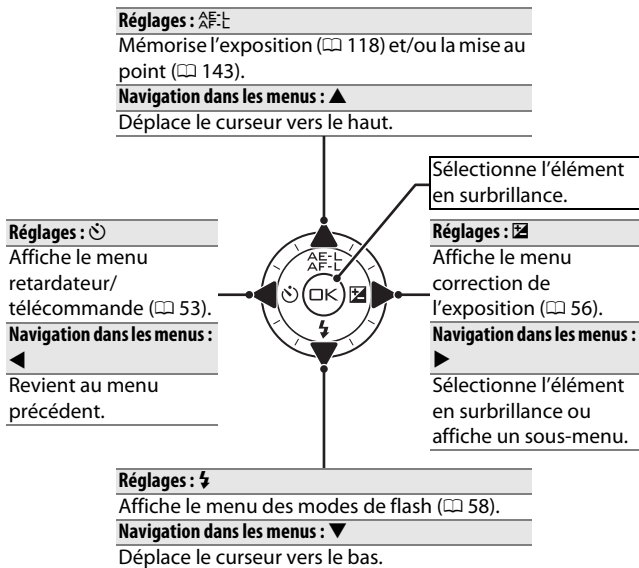 Réglages : AE-L AF-L
Mémorise l'exposition (📖 118) et/ou la mise au
point (📖 143).
Navigation dans les menus : ▲
Déplace le curseur vers le haut.
Sélectionne l'élément
en surbrillance.
Réglages : ⏲
Affiche le menu
retardateur/
télécommande (📖 53).
Navigation dans les menus :
◀
Revient au menu
précédent.
AE-L
AF-L
OK
Réglages : ☒
Affiche le menu
correction de
l'exposition (📖 56).
Navigation dans les menus :
▶
Sélectionne l'élément
en surbrillance ou
affiche un sous-menu.
Réglages : ⚡
Affiche le menu des modes de flash (📖 58).
Navigation dans les menus : ▼
Déplace le curseur vers le bas.